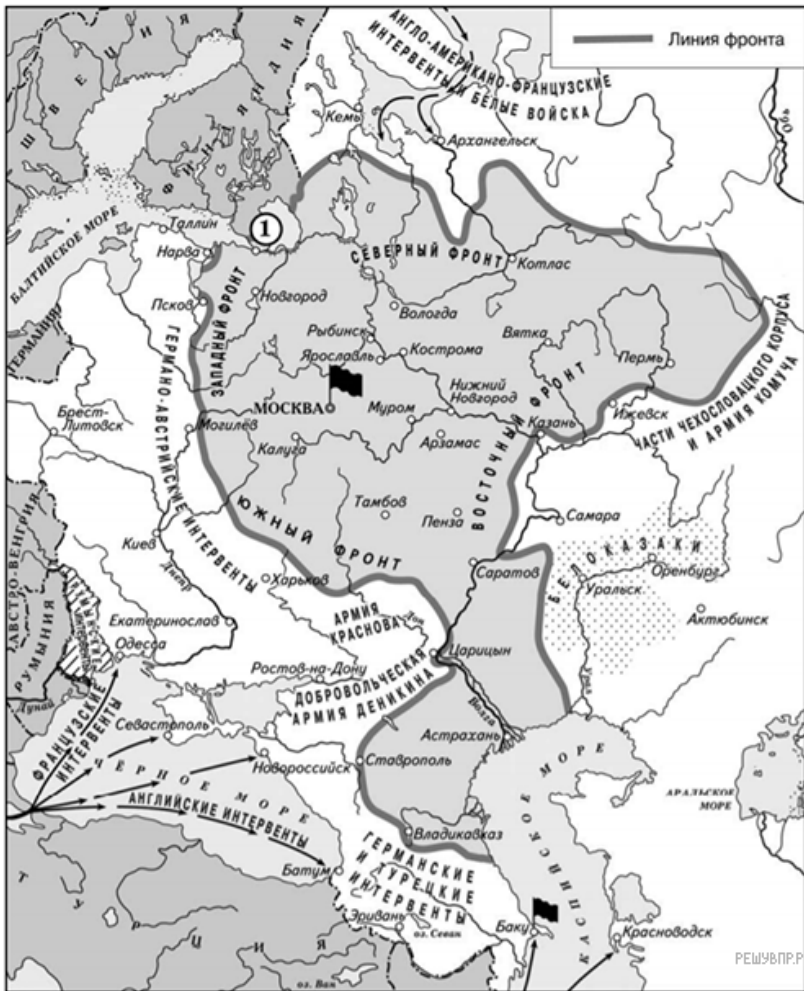 Линия фронта
АНГЛО-АМЕРИКАНО-ФРАНЦУЗСКИЕ
ИНТЕРВЕНТЫ И БЕЛЫЕ ВОЙСКА
ШВЕЦИЯ
ФИНЛЯНДИЯ
Кемь
Архангельск
Обь
БАЛТИЙСКОЕ МОРЕ
Таллин
1
Нарва
СЕВЕРНЫЙ ФРОНТ
Котлас
Псков
ЗАПАДНЫЙ ФРОНТ
Новгород
Вологда
ГЕРМАНИЯ
ГЕРМАНО-АВСТРИЙСКИЕ ИНТЕРВЕНТЫ
Рыбинск
Ярославль
Кострома
Вятка
Пермь
МОСКВА
Нижний
Новгород
Муром
Арзамас
Казань
Ижевск
ВОСТОЧНЫЙ ФРОНТ
ЧАСТИ ЧЕХОСЛОВАЦКОГО КОРПУСА
И АРМИЯ КОМУЧА
Брест-
Литовск
Могилёв
Калуга
Тамбов
Пенза
Самара
ЮЖНЫЙ ФРОНТ
АВСТРО-ВЕНГРИЯ
Киев
Днепр
Харьков
Саратов
БЕЛОКАЗАКИ
Оренбург
Уральск
Актюбинск
РУМЫНИЯ
РУМЫНСКИЕ
ИНТЕРВЕНТЫ
Екатеринослав
АРМИЯ
КРАСНОВА
Дон
Царицын
Одесса
Ростов-на-Дону
ДОБРОВОЛЬЧЕСКАЯ
АРМИЯ ДЕНИКИНА
Волга
Урал
Дунай
ФРАНЦУЗСКИЕ
ИНТЕРВЕНТЫ
Севастополь
Астрахань
ЧЁРНОЕ МОРЕ
Новороссийск
Ставрополь
АНГЛИЙСКИЕ ИНТЕРВЕНТЫ
АРАЛЬСКОЕ
МОРЕ
Владикавказ
КАСПИЙСКОЕ МОРЕ
Батум
ГЕРМАНСКИЕ
И ТУРЕЦКИЕ
ИНТЕРВЕНТЫ
ТУРЦИЯ
Эривань
оз. Севан
Баку
Красноводск
оз. Ван
РЕШУВПР.Р